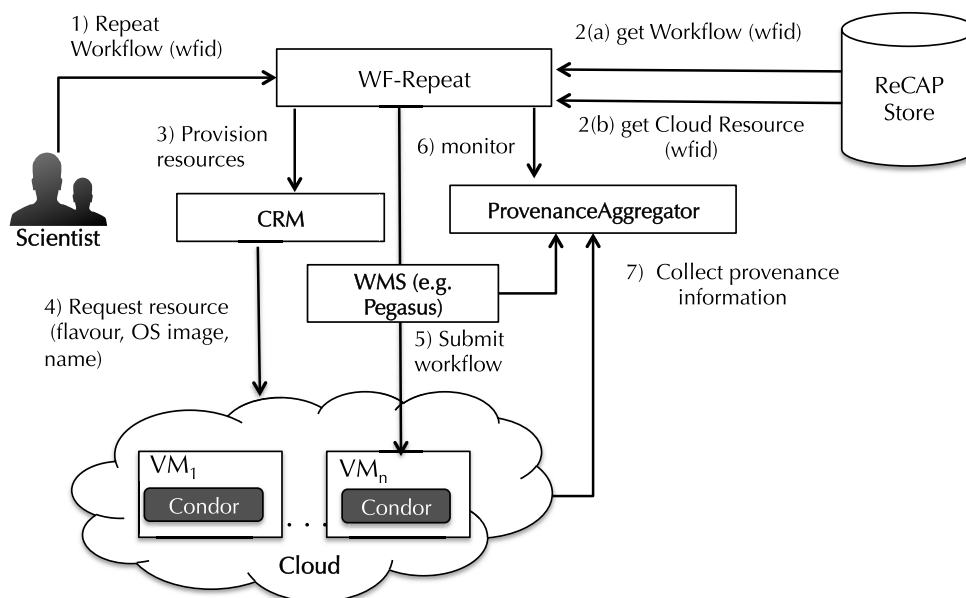 1) Repeat
Workflow (wfid)
2(a) get Workflow (wfid)
WF-Repeat
ReCAP
Store
2(b) get Cloud Resource
(wfid)
3) Provision
resources
6) monitor
Scientist
CRM
ProvenanceAggregator
WMS (e.g.
Pegasus)
7) Collect provenance
information
4) Request resource
(flavour, OS image,
name)
5) Submit
workflow
VM1
Condor
. . .
VMn
Condor
Cloud